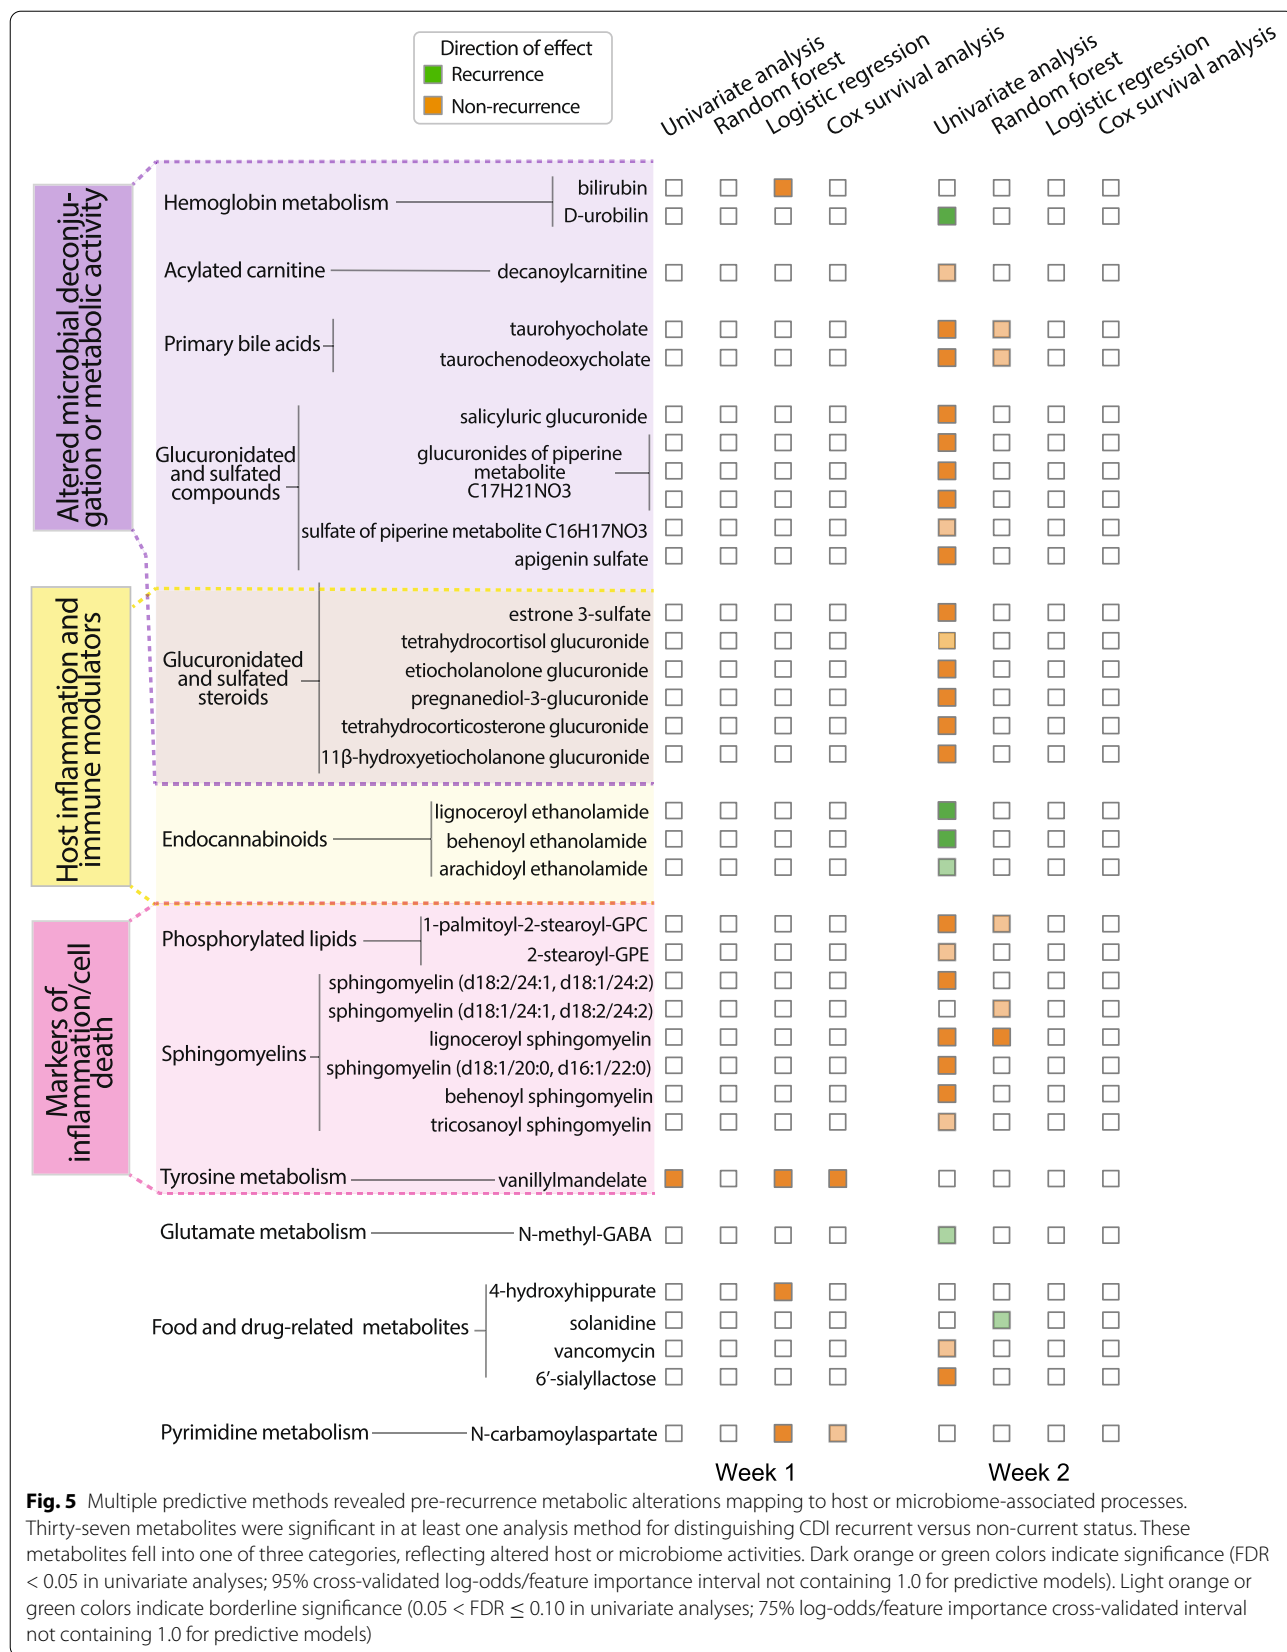 Direction of effect
Recurrence
Non-recurrence
Univariate analysis
Random forest
Logistic regression
Cox survival analysis
Univariate analysis
Random forest
Logistic regression
Cox survival analysis
Altered microbial deconju-
gation or metabolic activity
Hemoglobin metabolism
bilirubin
D-urobilin
Acylated carnitine
decanoylcarnitine
Primary bile acids
taurohyocholate
taurochenodeoxycholate
Glucuronidated
and sulfated
compounds
salicyluric glucuronide
glucuronides of piperine
metabolite
C17H21NO3
sulfate of piperine metabolite C16H17NO3
apigenin sulfate
Host inflammation and
immune modulators
Glucuronidated
and sulfated
steroids
estrone 3-sulfate
tetrahydrocortisol glucuronide
etiocholanolone glucuronide
pregnanediol-3-glucuronide
tetrahydrocorticosterone glucuronide
11β-hydroxyetiocholanone glucuronide
Endocannabinoids
lignoceroyl ethanolamide
behenoyl ethanolamide
arachidoyl ethanolamide
Markers of
inflammation/cell
death
Phosphorylated lipids
1-palmitoyl-2-stearoyl-GPC
2-stearoyl-GPE
Sphingomyelins
sphingomyelin (d18:2/24:1, d18:1/24:2)
sphingomyelin (d18:1/24:1, d18:2/24:2)
lignoceroyl sphingomyelin
sphingomyelin (d18:1/20:0, d16:1/22:0)
behenoyl sphingomyelin
tricosanoyl sphingomyelin
Tyrosine metabolism
vanillylmandelate
Glutamate metabolism
N-methyl-GABA
Food and drug-related metabolites
4-hydroxyhippurate
solanidine
vancomycin
6’-sialyllactose
Pyrimidine metabolism
N-carbamoylaspartate
Week 1
Week 2
Fig. 5 Multiple predictive methods revealed pre-recurrence metabolic alterations mapping to host or microbiome-associated processes.
Thirty-seven metabolites were significant in at least one analysis method for distinguishing CDI recurrent versus non-current status. These
metabolites fell into one of three categories, reflecting altered host or microbiome activities. Dark orange or green colors indicate significance (FDR
< 0.05 in univariate analyses; 95% cross-validated log-odds/feature importance interval not containing 1.0 for predictive models). Light orange or
green colors indicate borderline significance (0.05 < FDR ≤ 0.10 in univariate analyses; 75% log-odds/feature importance cross-validated interval
not containing 1.0 for predictive models)